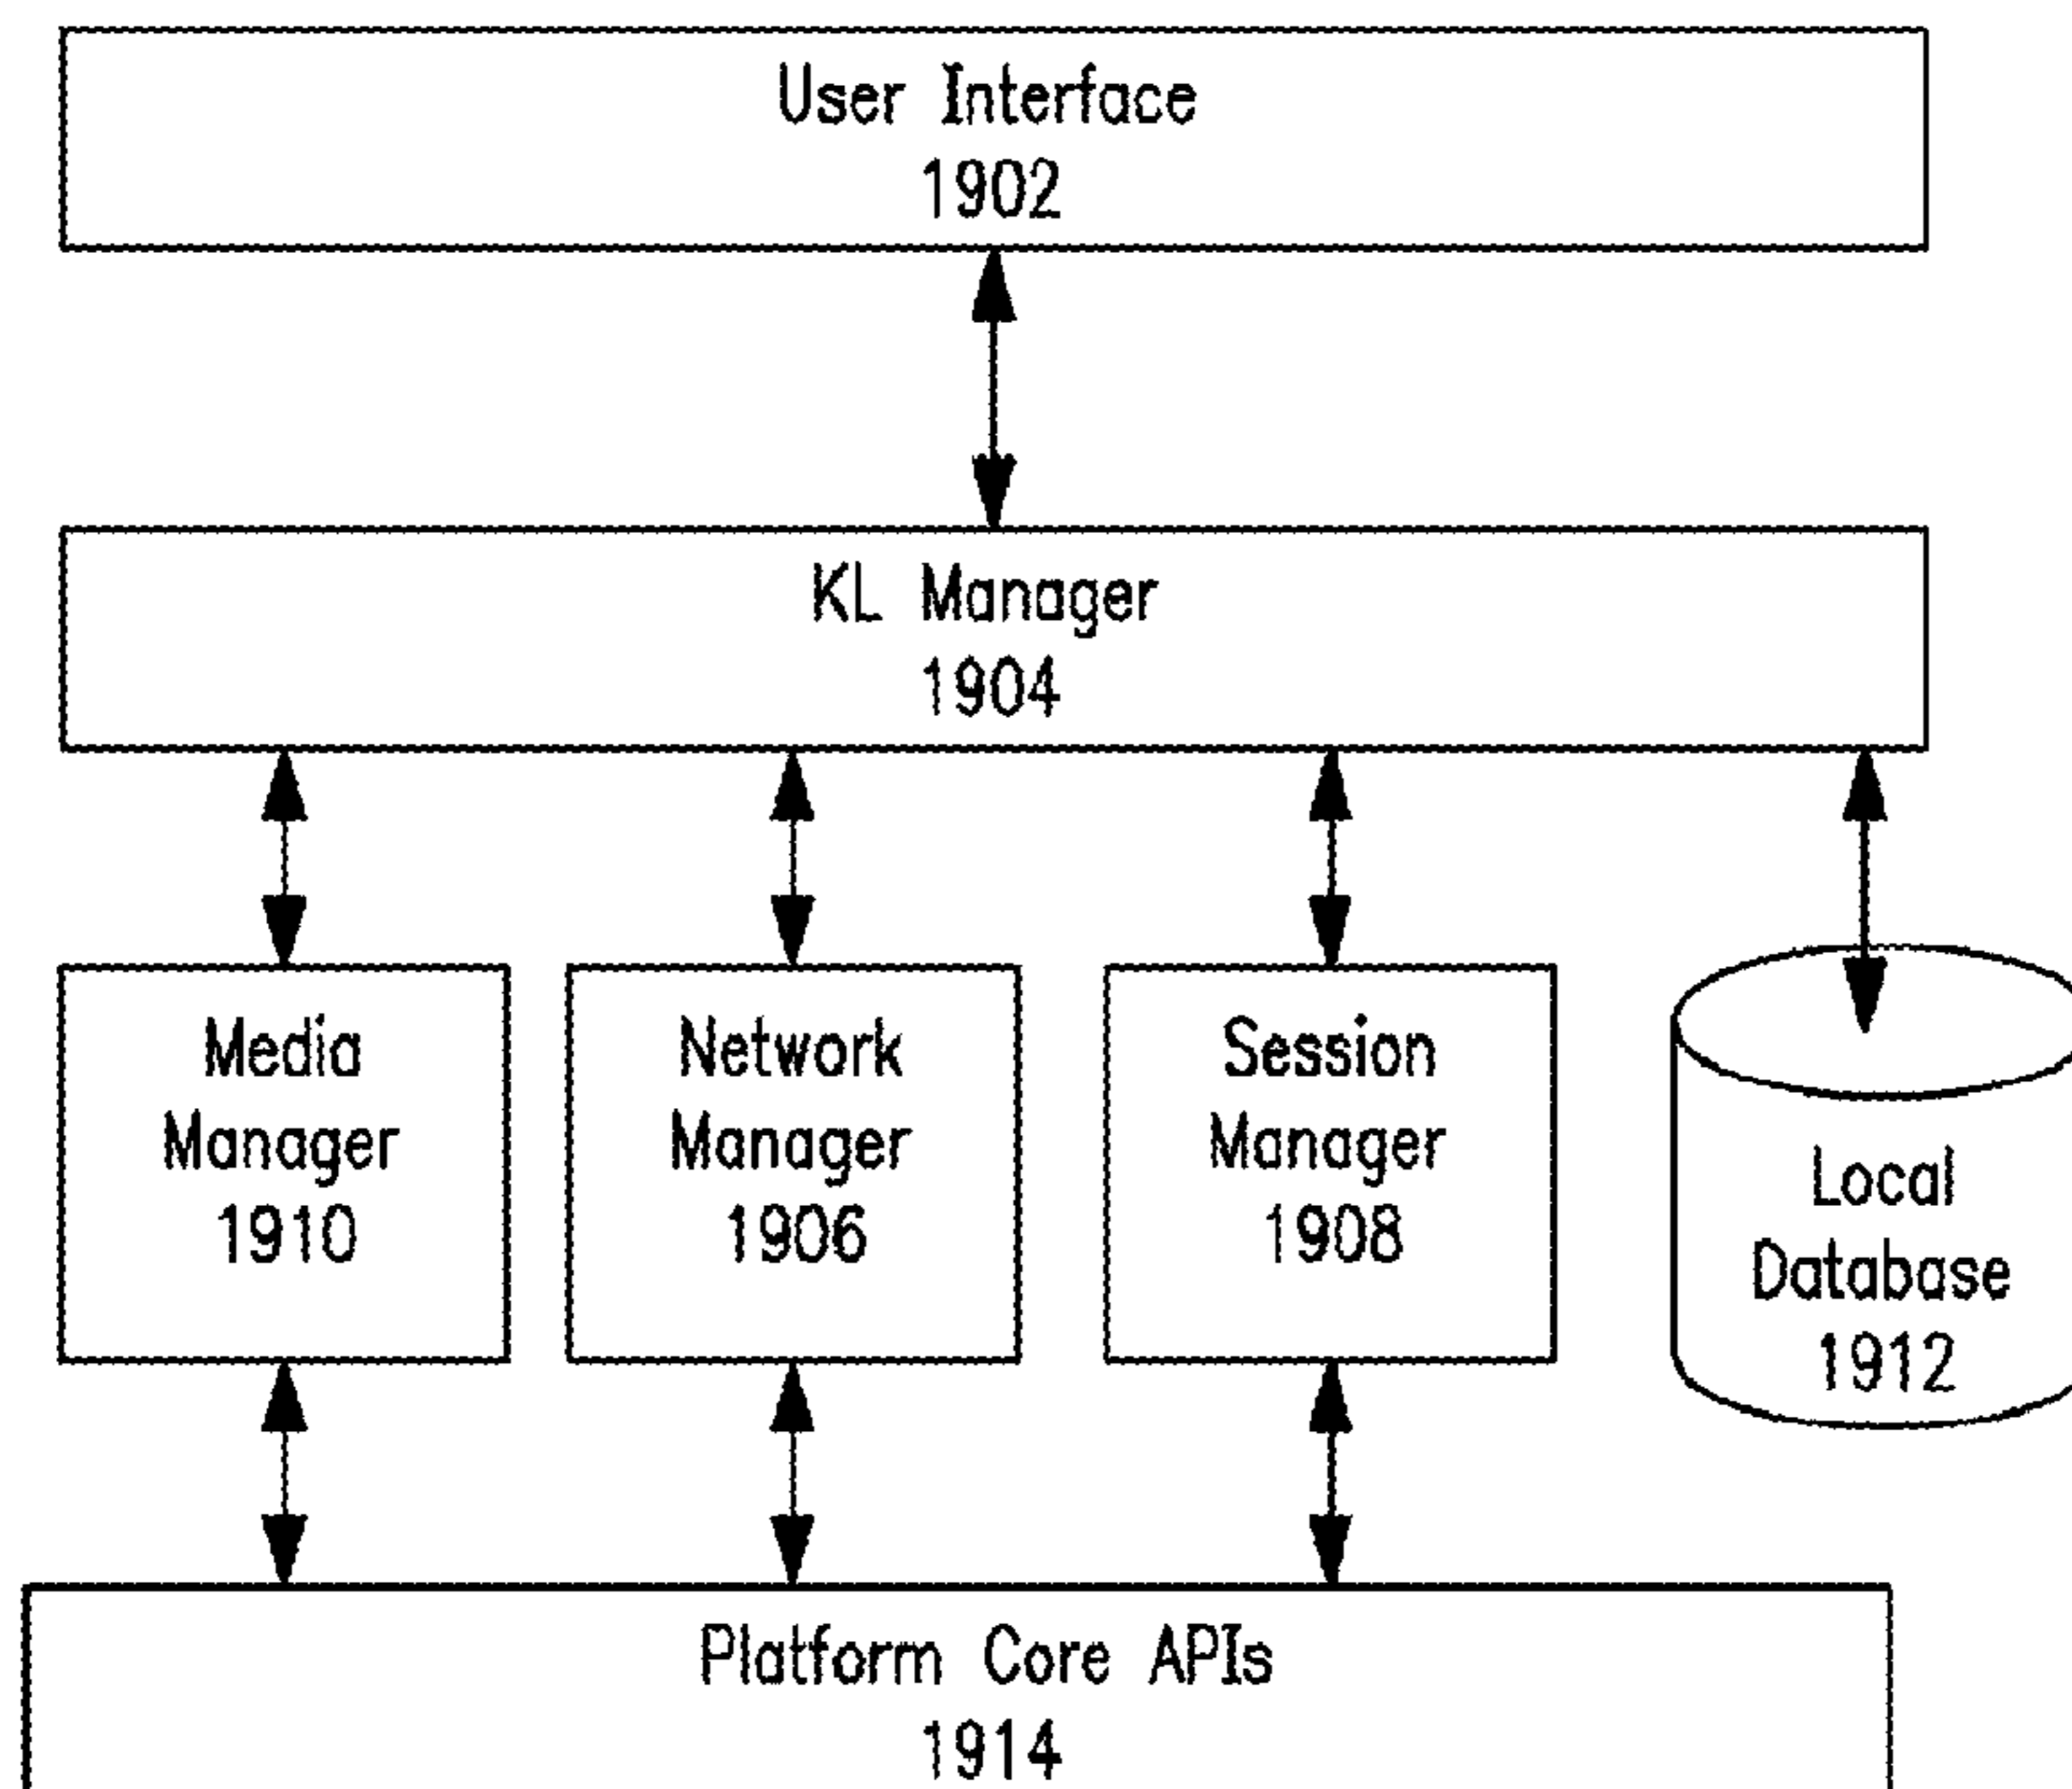 User Interface
1902
KL Manager
1904
Media
Manager
1910
Network
Manager
1906
Session
Manager
1908
Local
Database
1912
Platform Core APIs
1914